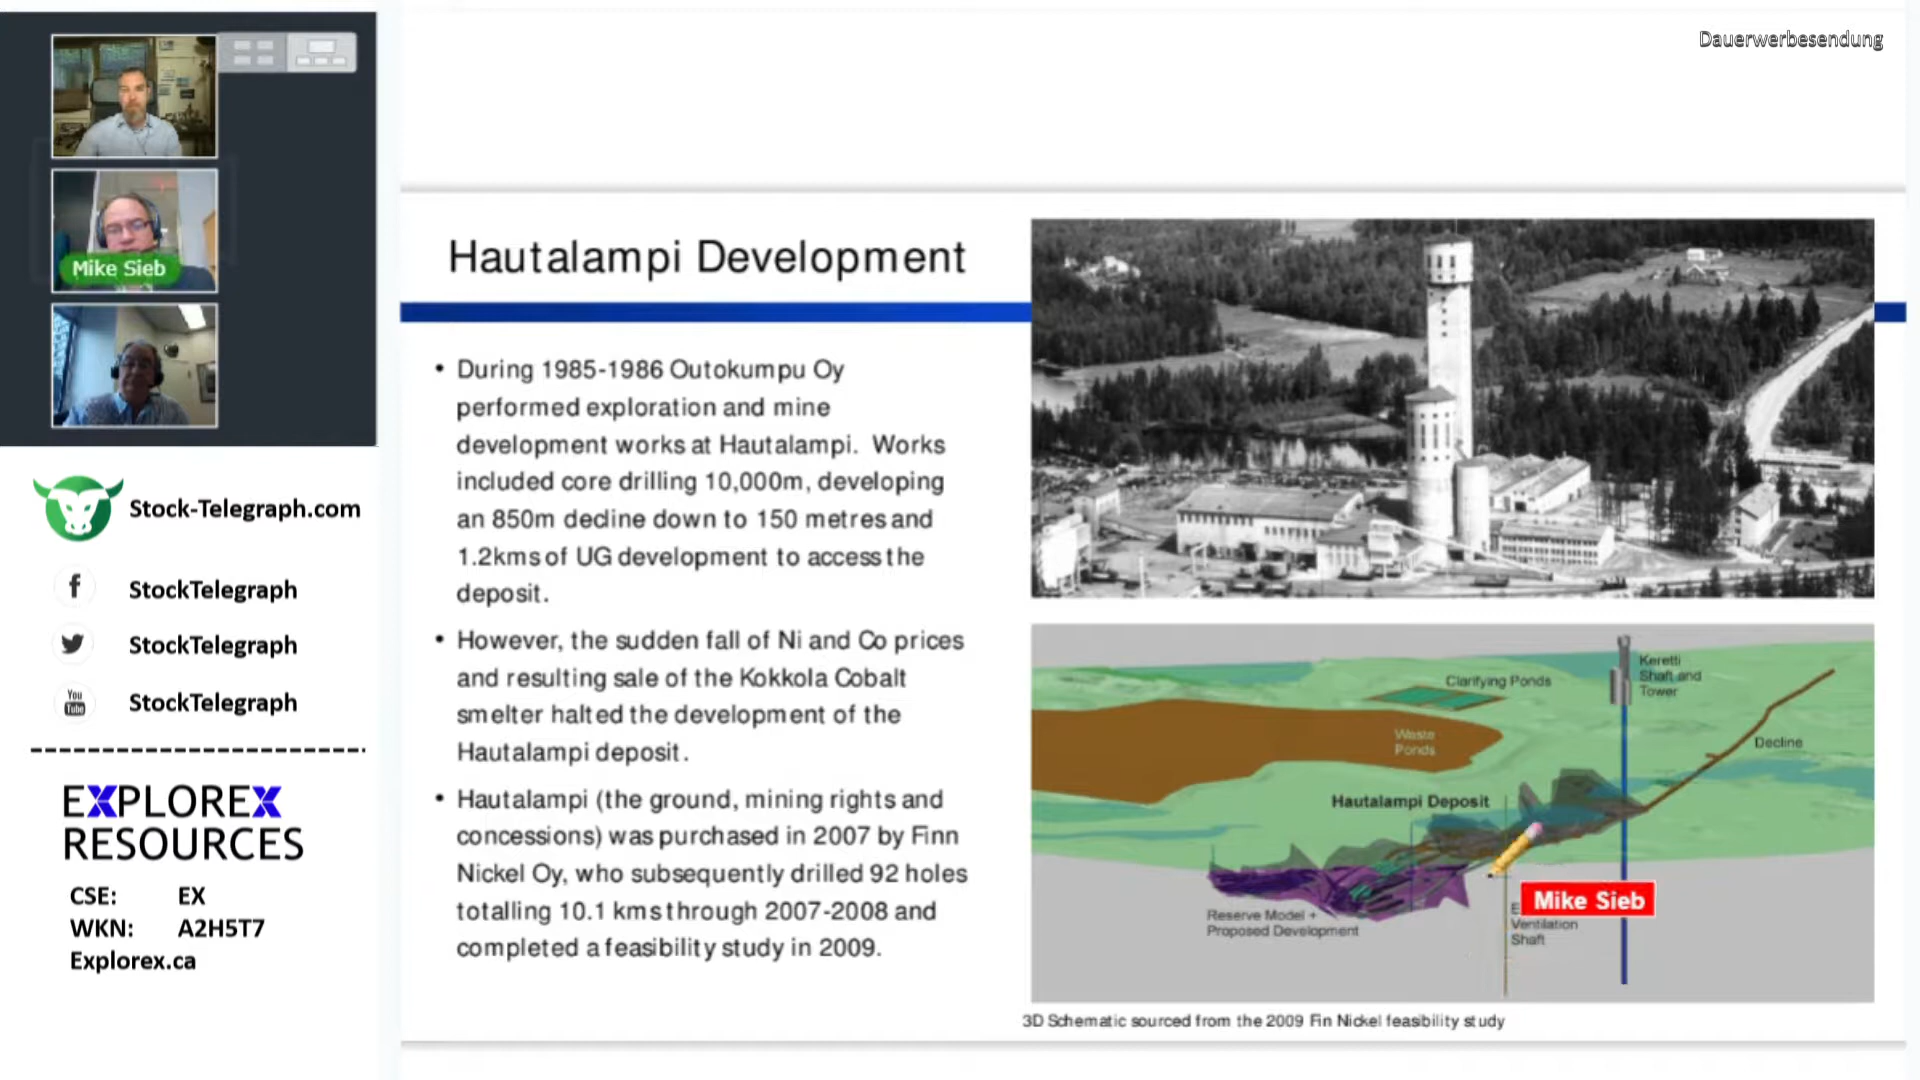 Dauerwerbesendung
Mike Sieb
Stock-Telegraph.com
f StockTelegraph
StockTelegraph
You
Tube
StockTelegraph
EXPLOREX
RESOURCES
CSE: EX
WKN: A2H5T7
Explorex.ca
Hautalampi Development
• During 1985-1986 Outokumpu Oy
performed exploration and mine
development works at Hautalampi. Works
included core drilling 10,000m, developing
an 850m decline down to 150 metres and
1.2kms of UG development to access the
deposit.
• However, the sudden fall of Ni and Co prices
and resulting sale of the Kokkola Cobalt
smelter halted the development of the
Hautalampi deposit.
• Hautalampi (the ground, mining rights and
concessions) was purchased in 2007 by Finn
Nickel Oy, who subsequently drilled 92 holes
totalling 10.1 kms through 2007-2008 and
completed a feasibility study in 2009.
Keretti
Shaft and
Tower
Clarifying Ponds
Waste
Ponds
Decline
Hautalampi Deposit
Mike Sieb
Ventilation
Shaft
Reserve Model +
Proposed Development
3D Schematic sourced from the 2009 Fin Nickel feasibility study